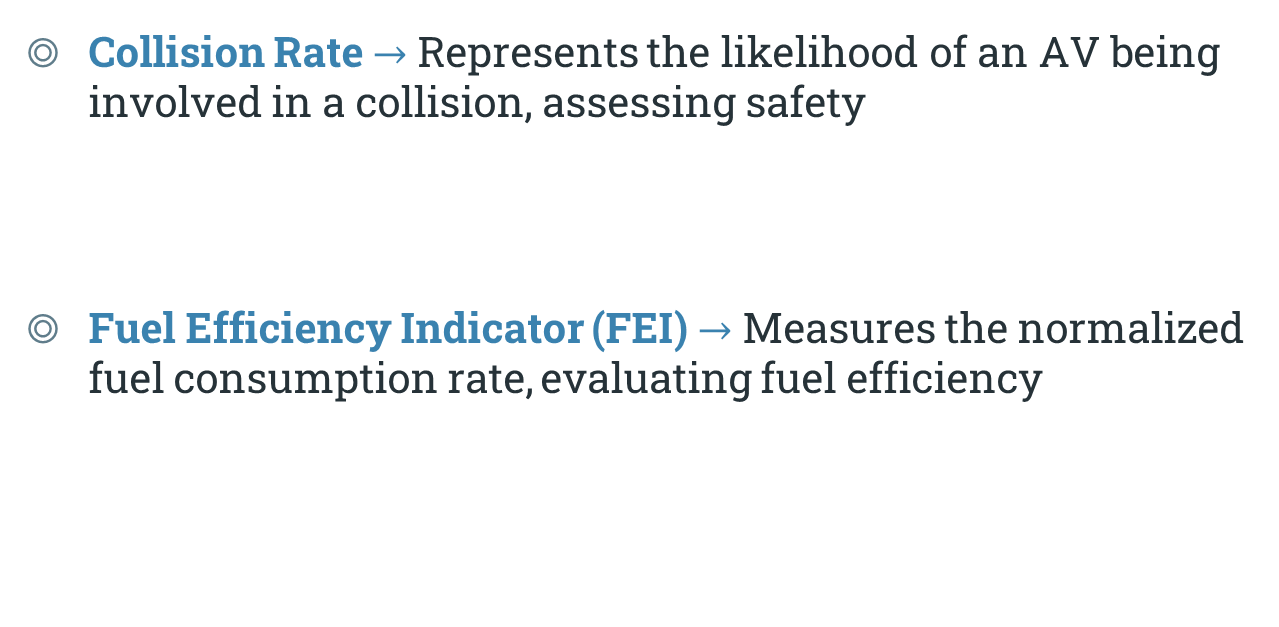 ◎ Collision Rate → Represents the likelihood of an AV being
involved in a collision, assessing safety
◎ Fuel Efficiency Indicator (FEI) → Measures the normalized
fuel consumption rate, evaluating fuel efficiency